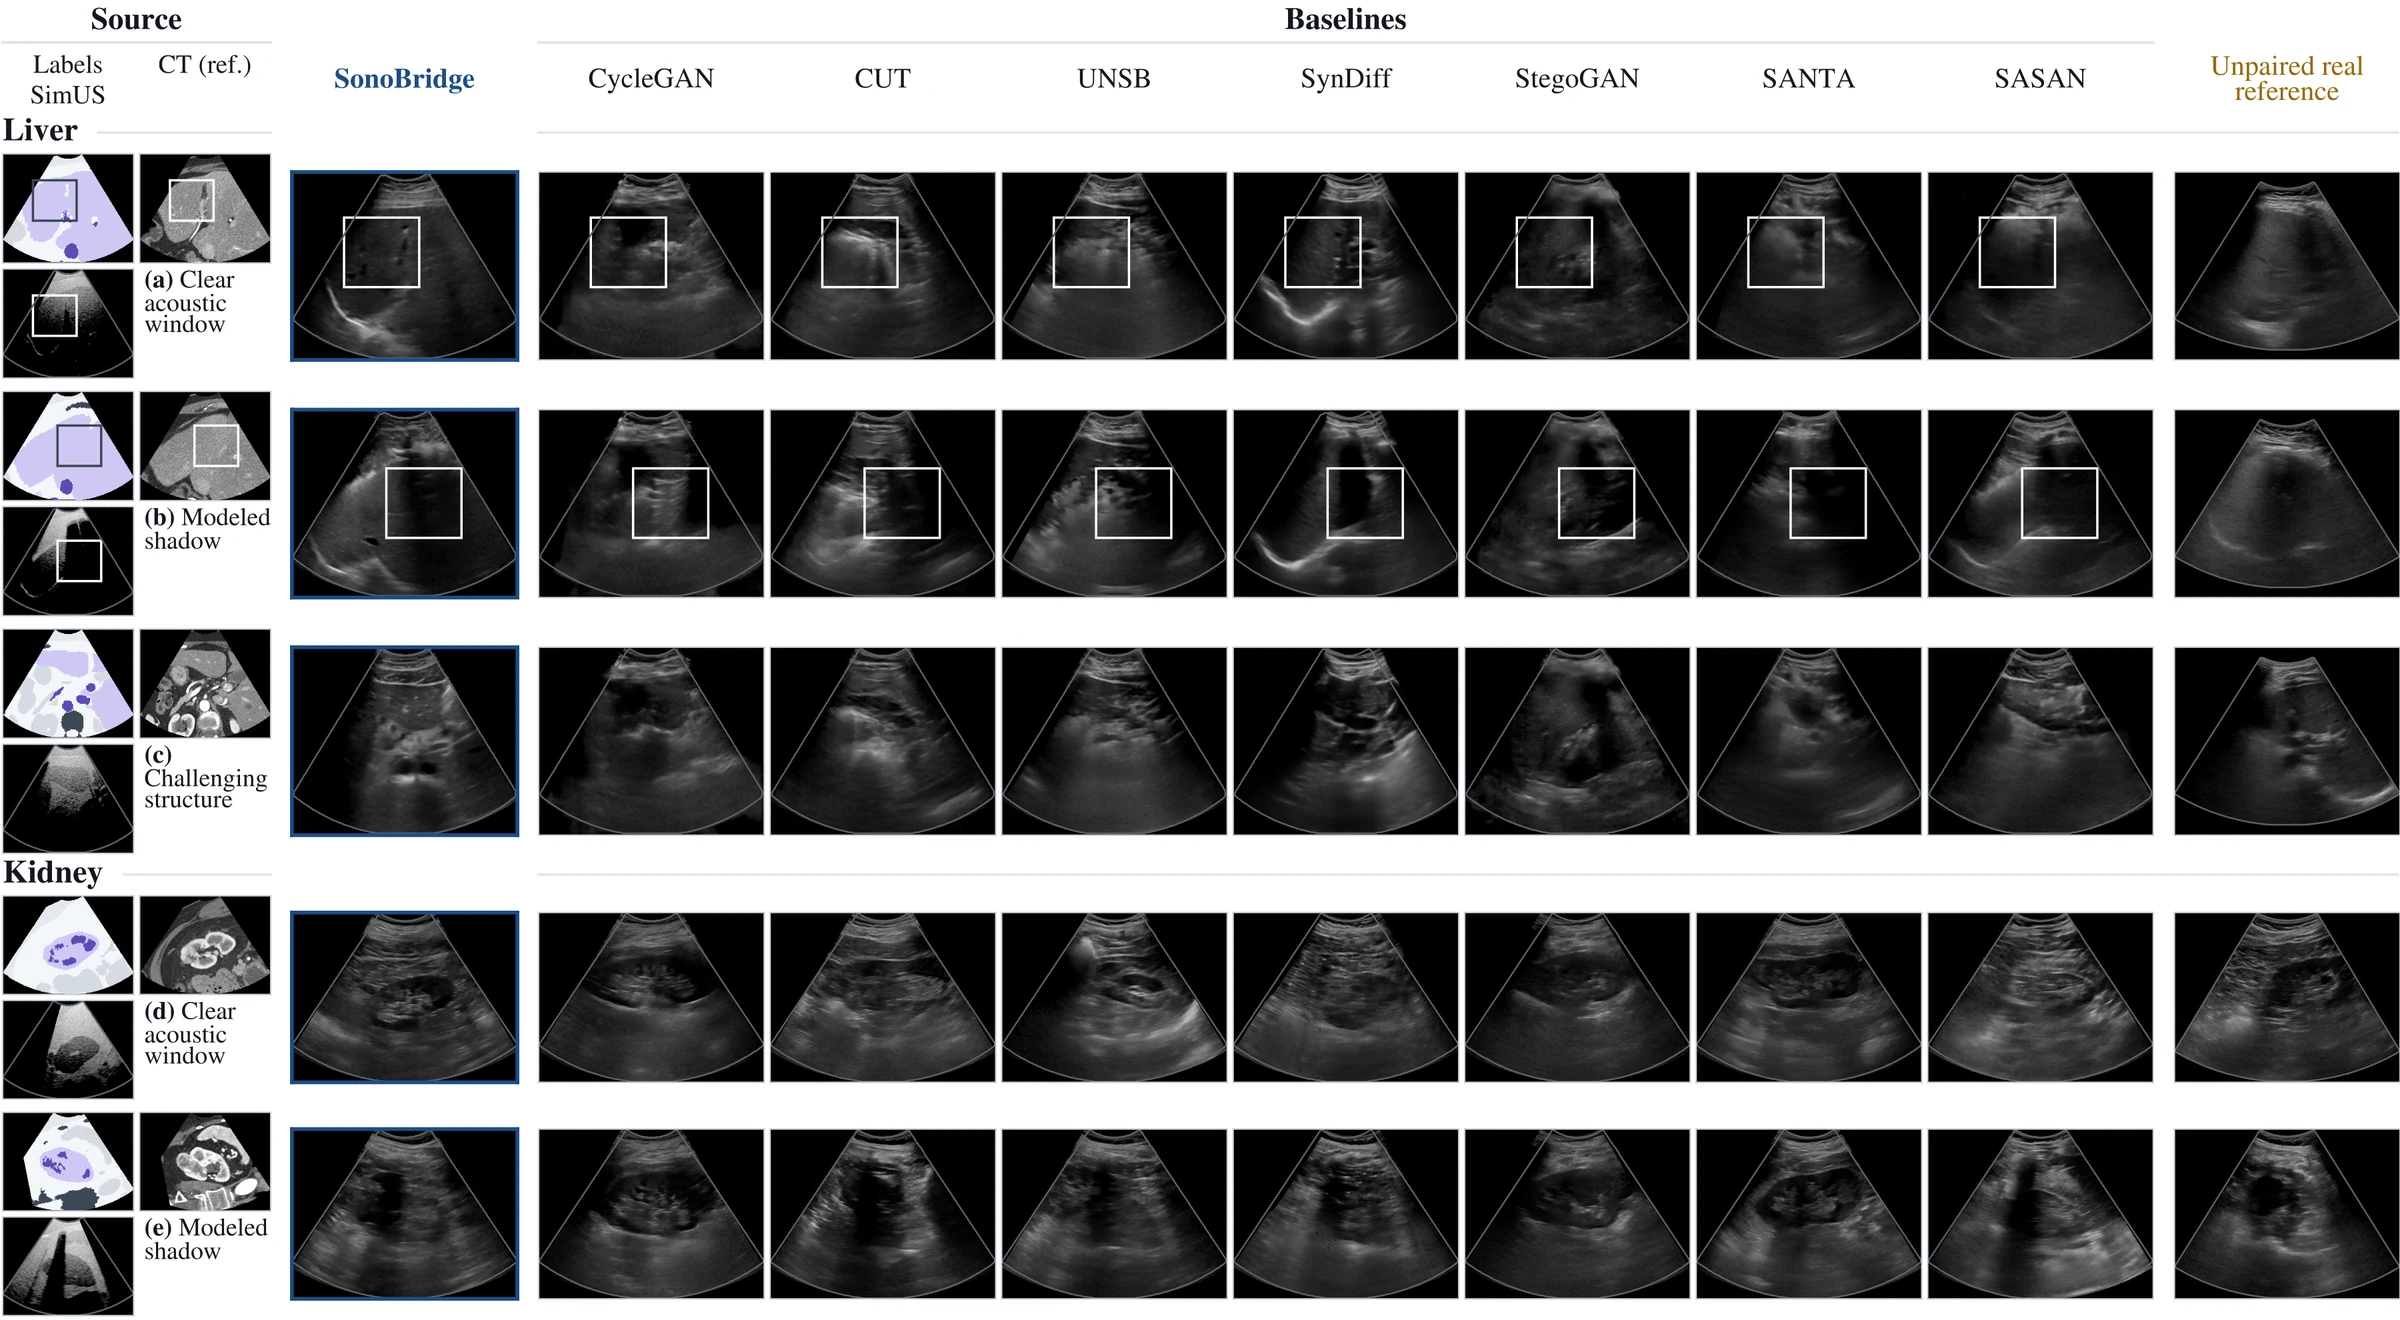 Source
Baselines
Labels
SimUS
CT (ref.)
SonoBridge
CycleGAN
CUT
UNSB
SynDiff
StegoGAN
SANTA
SASAN
Unpaired real
reference
Liver
(a) Clear
acoustic
window
(b) Modeled
shadow
(c)
Challenging
structure
Kidney
(d) Clear
acoustic
window
(e) Modeled
shadow